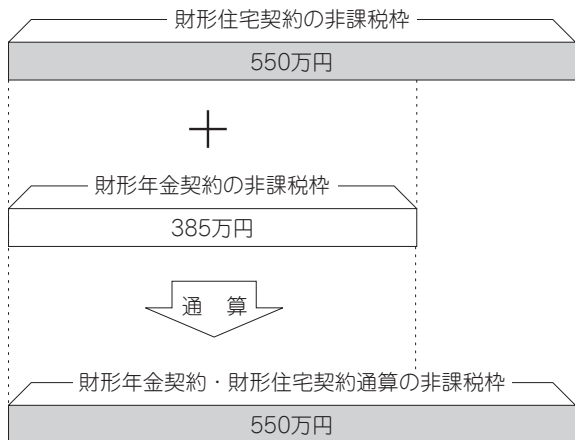 財形住宅契約の非課税枠
550万円
＋
財形年金契約の非課税枠
385万円
通　算
財形年金契約・財形住宅契約通算の非課税枠
550万円